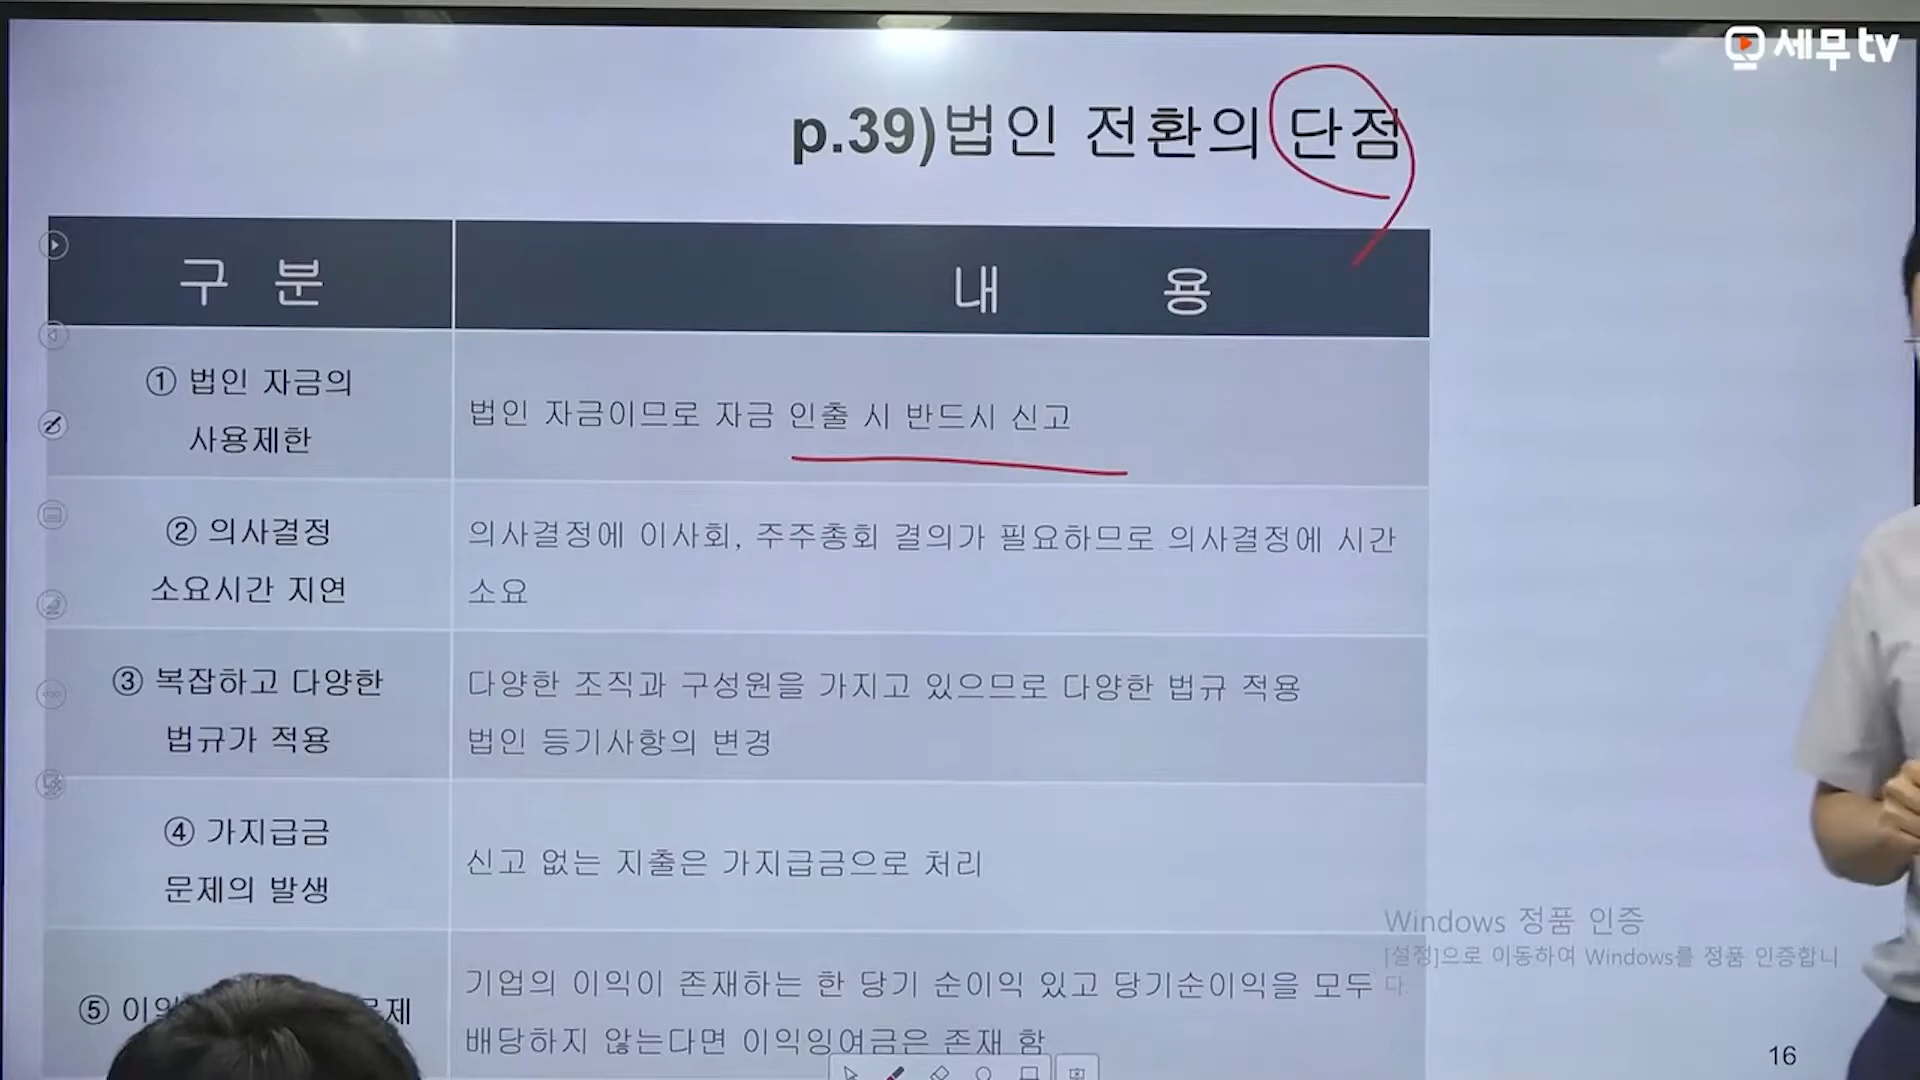 세무tv
p.39)법인 전환의 단점
구 분
내 용
① 법인 자금의
사용제한
법인 자금이므로 자금 인출 시 반드시 신고
② 의사결정
소요시간 지연
의사결정에 이사회, 주주총회 결의가 필요하므로 의사결정에 시간
소요
③ 복잡하고 다양한
법규가 적용
다양한 조직과 구성원을 가지고 있으므로 다양한 법규 적용
법인 등기사항의 변경
④ 가지급금
문제의 발생
신고 없는 지출은 가지급금으로 처리
⑤
기업의 이익이 존재하는 한 당기 순이익 있고 당기순이익을 모두
배당하지 않는다면 이익잉여금은 존재 함
Windows 정품 인증
[설정]으로 이동하여 Windows를 정품 인증합니
다.
16